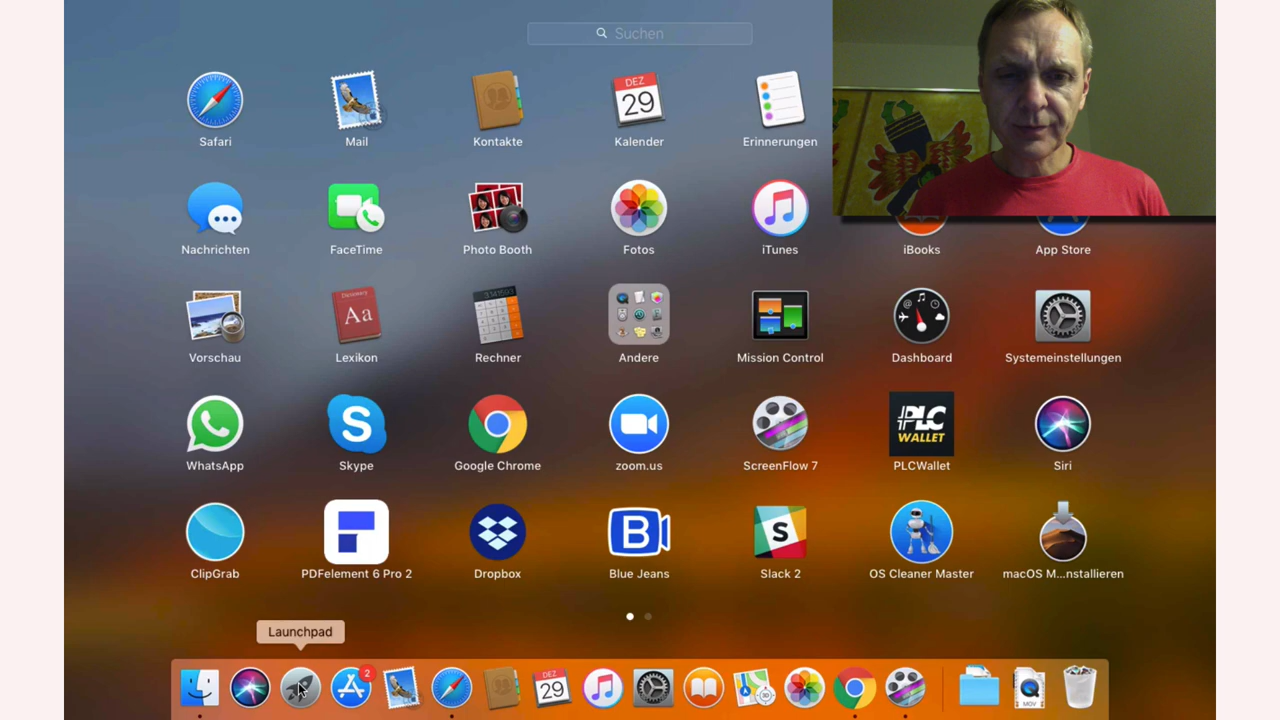 Suchen
DEZ
29
Safari
Mail
Kontakte
Kalender
Erinnerungen
Nachrichten
FaceTime
Photo Booth
Fotos
iTunes
iBooks
App Store
Dictionary
Aa
Vorschau
Lexikon
Rechner
Andere
Mission Control
Dashboard
Systemeinstellungen
S
PLC
WALLET
WhatsApp
Skype
Google Chrome
zoom.us
ScreenFlow 7
PLCWallet
Siri
B
S
ClipGrab
PDFelement 6 Pro 2
Dropbox
Blue Jeans
Slack 2
OS Cleaner Master
macOS M...nstallieren
Launchpad
2
DEZ
29
MOV